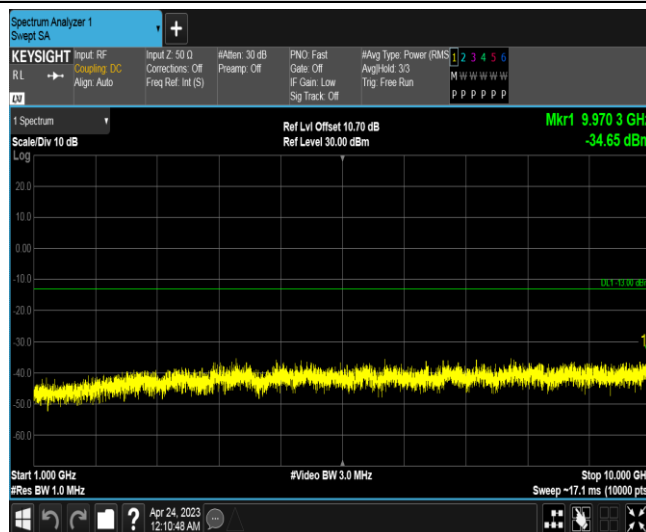 Spectrum Analyzer 1
Swept SA
+
KEYSIGHT
RL
LXI
Input: RF
Coupling: DC
Align: Auto
Input Z: 50 Ω
Corrections: Off
Freq Ref: Int (S)
#Atten: 30 dB
Preamp: Off
PNO: Fast
Gate: Off
IF Gain: Low
Sig Track: Off
#Avg Type: Power (RMS
Avg|Hold: 3/3
Trig: Free Run
1 2 3 4 5 6
M W W W W W
P P P P P P
1 Spectrum
Scale/Div 10 dB
Log
Ref Lvl Offset 10.70 dB
Ref Level 30.00 dBm
Mkr1 9.970 3 GHz
-34.65 dBm
20.0
10.0
0.00
-10.0
DL1 -13.00 dBm
-20.0
-30.0
1
-40.0
-50.0
-60.0
Start 1.000 GHz
#Video BW 3.0 MHz
Stop 10.000 GHz
#Res BW 1.0 MHz
Sweep ~17.1 ms (10000 pts
?
Apr 24, 2023
12:10:48 AM